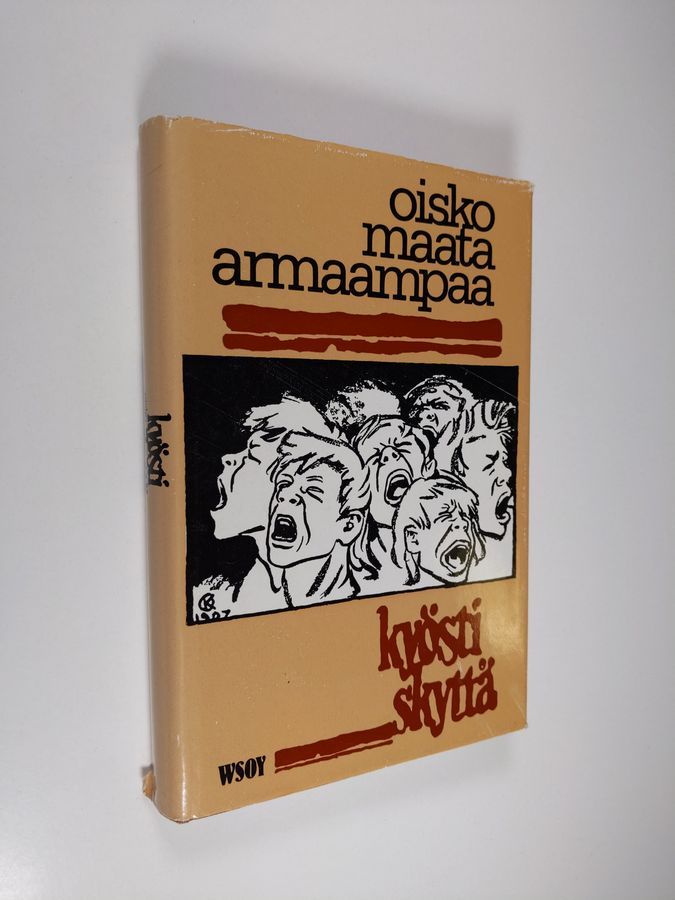 oisko
maata
armaampaa
kyösti
skyttä
WSOY
kyösti